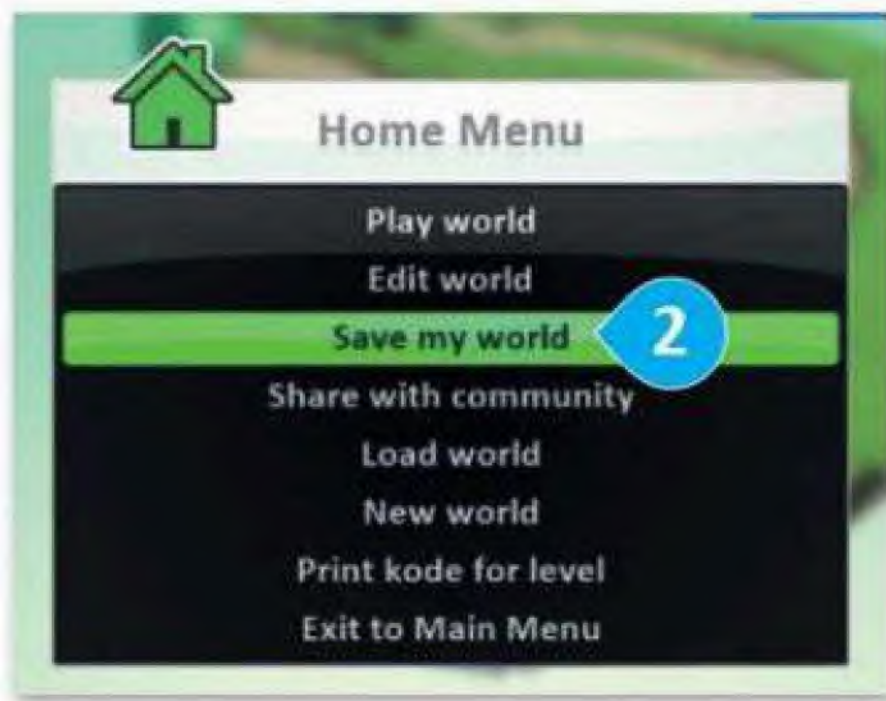 Home Menu
Play world
Edit world
Save my world 2
Share with community
Load world
New world
Print kode for level
Exit to Main Menu